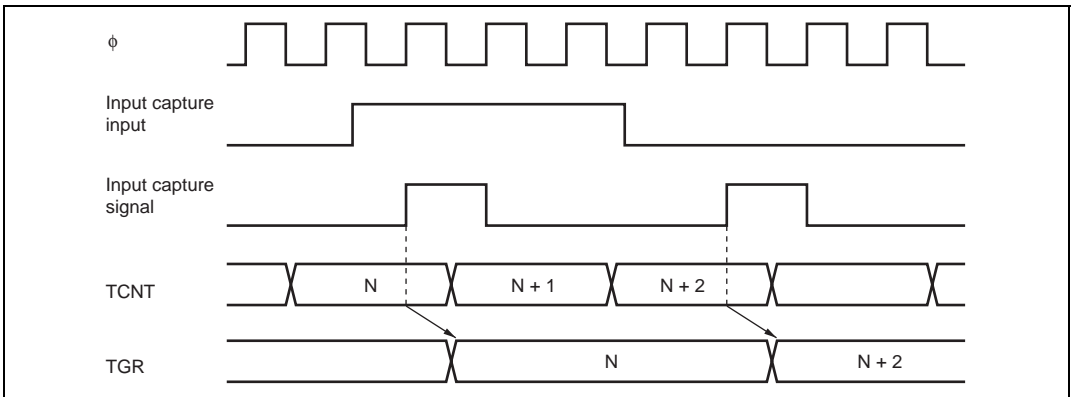 ϕ
Input capture
input
Input capture
signal
TCNT N N + 1 N + 2
TGR N N + 2